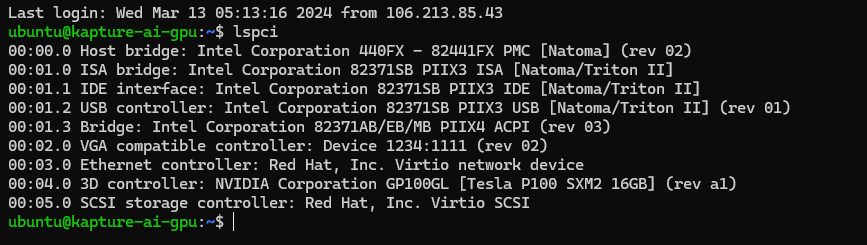 Last login: Wed Mar 13 05:13:16 2024 from 106.213.85.43
ubuntu@kapture-ai-gpu:~$ lspci
00:00.0 Host bridge: Intel Corporation 440FX - 82441FX PMC [Natoma] (rev 02)
00:01.0 ISA bridge: Intel Corporation 82371SB PIIX3 ISA [Natoma/Triton II]
00:01.1 IDE interface: Intel Corporation 82371SB PIIX3 IDE [Natoma/Triton II]
00:01.2 USB controller: Intel Corporation 82371SB PIIX3 USB [Natoma/Triton II] (rev 01)
00:01.3 Bridge: Intel Corporation 82371AB/EB/MB PIIX4 ACPI (rev 03)
00:02.0 VGA compatible controller: Device 1234:1111 (rev 02)
00:03.0 Ethernet controller: Red Hat, Inc. Virtio network device
00:04.0 3D controller: NVIDIA Corporation GP100GL [Tesla P100 SXM2 16GB] (rev a1)
00:05.0 SCSI storage controller: Red Hat, Inc. Virtio SCSI
ubuntu@kapture-ai-gpu:~$